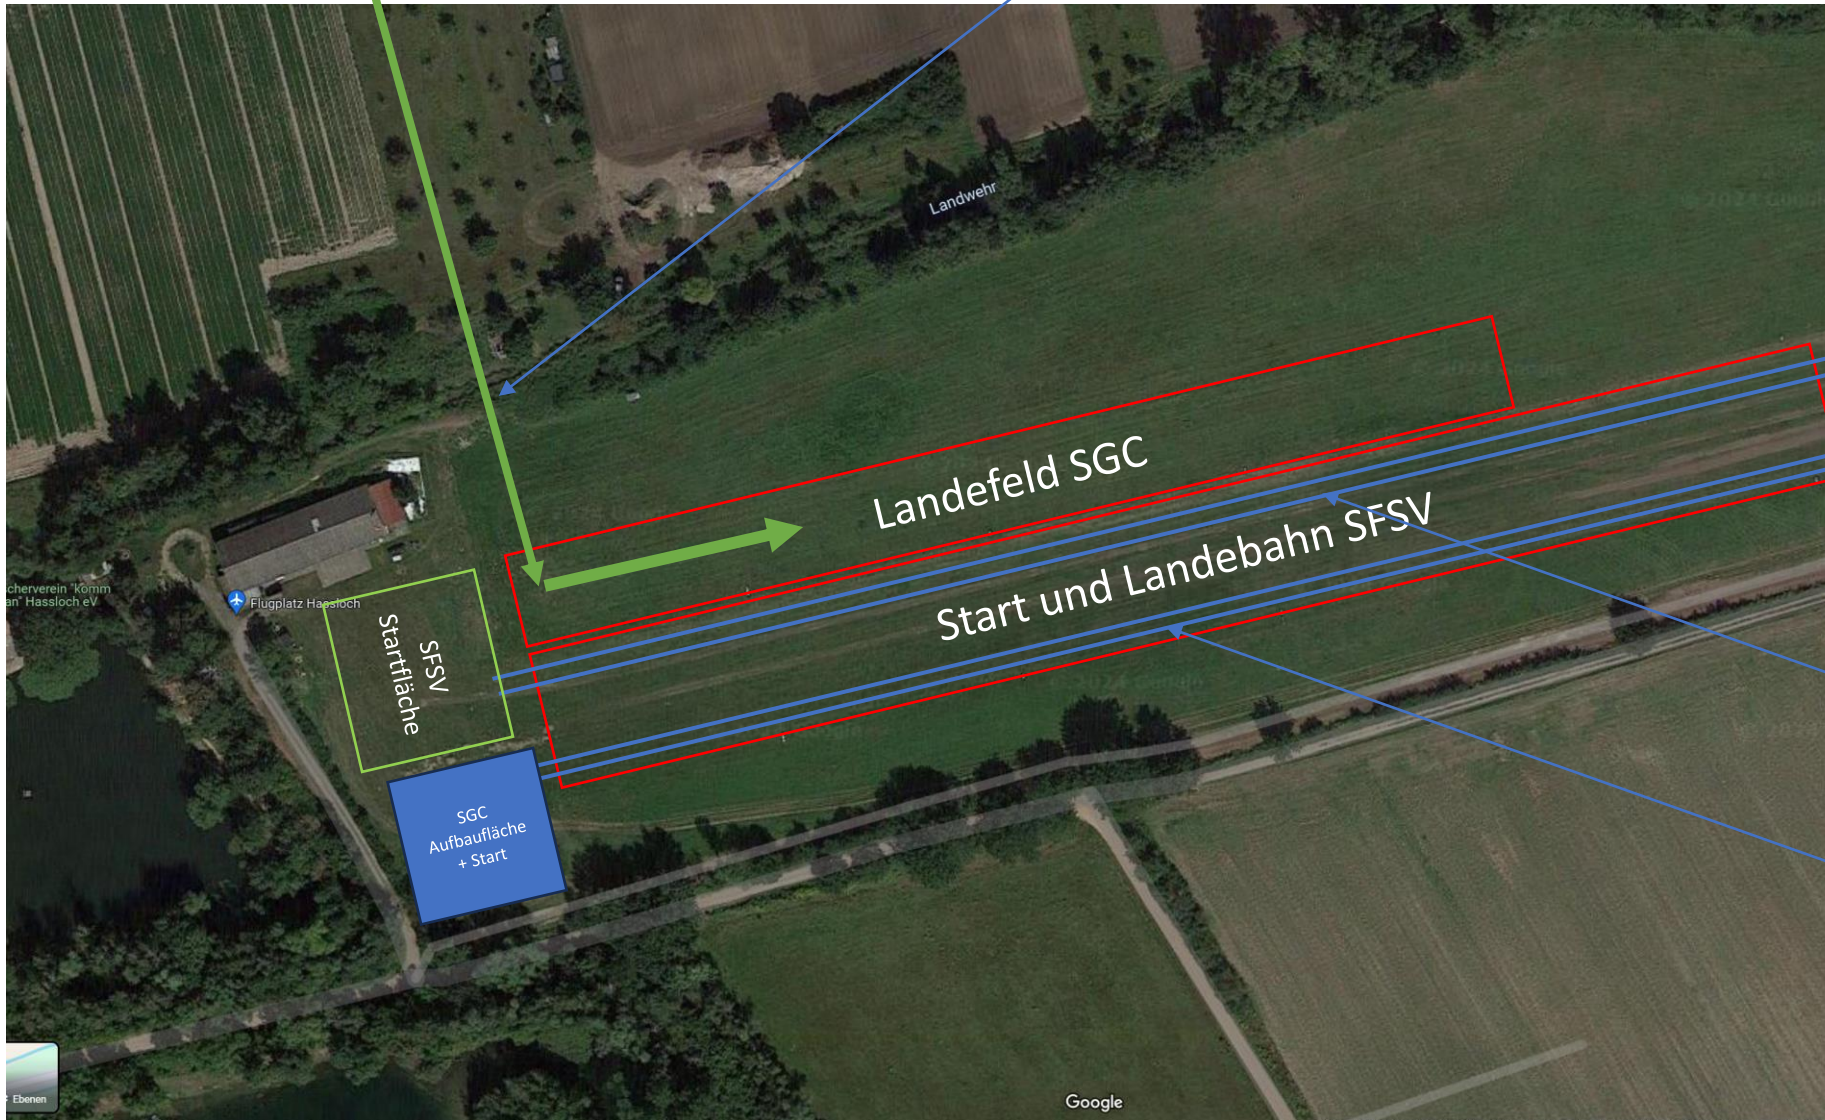 Landwehr
Landefeld SGC
Start und Landebahn SFSV
scherverein "komm
an" Hassloch eV
Flugplatz Hassloch
SFSV
Startfläche
SGC
Aufbaufläche
+ Start
Ebenen
Google